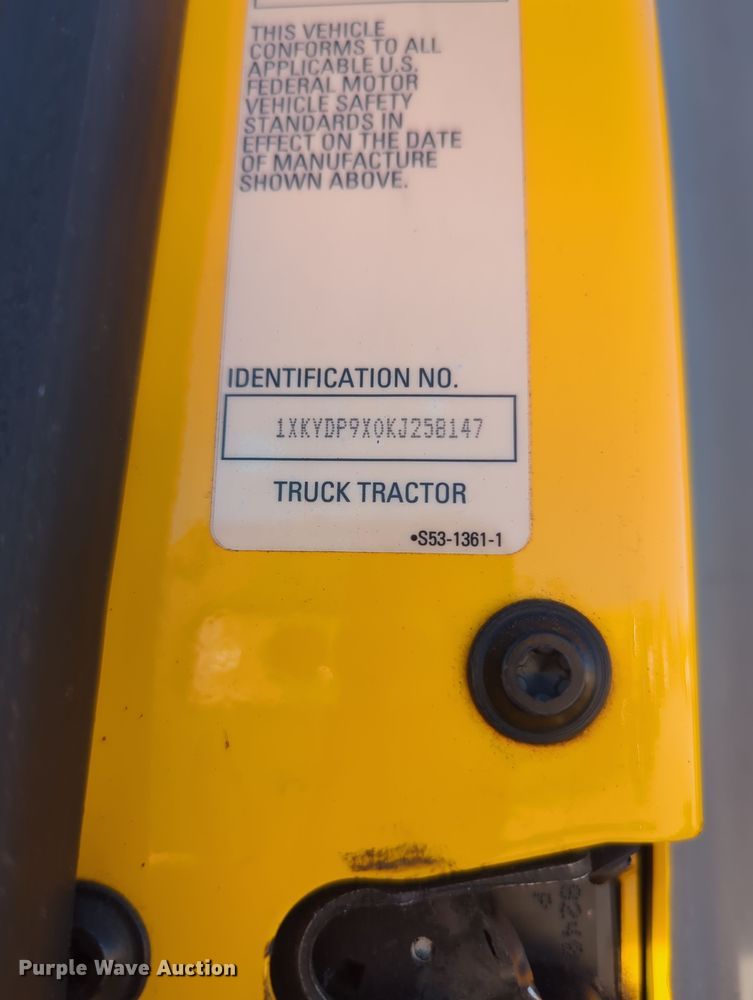 THIS VEHICLE
CONFORMS TO ALL
APPLICABLE U.S.
FEDERAL MOTOR
VEHICLE SAFETY
STANDARDS IN
EFFECT ON THE DATE
OF MANUFACTURE
SHOWN ABOVE.
IDENTIFICATION NO.
1XKYDP9X0KJ258147
TRUCK TRACTOR
•S53-1361-1
Purple Wave Auction